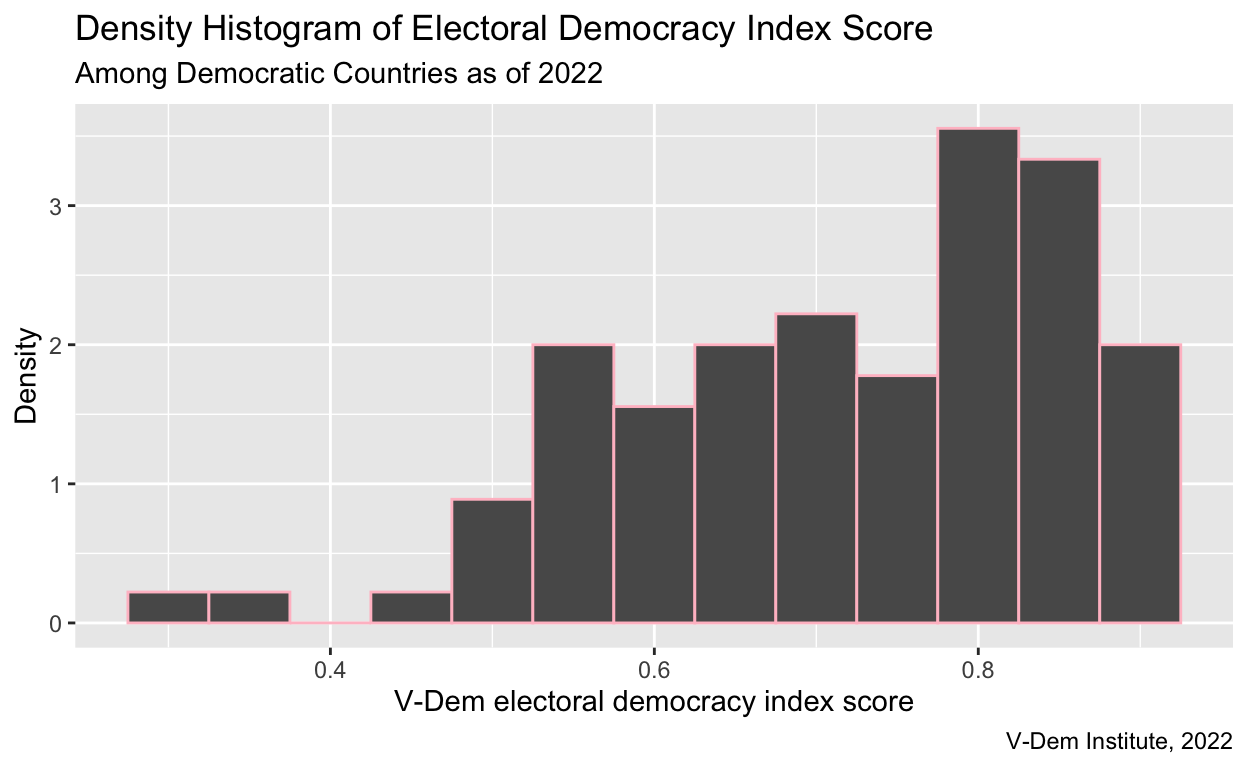 Density Histogram of Electoral Democracy Index Score
Among Democratic Countries as of 2022
3
2
1
0
Density
0.4 0.6 0.8
V-Dem electoral democracy index score
V-Dem Institute, 2022